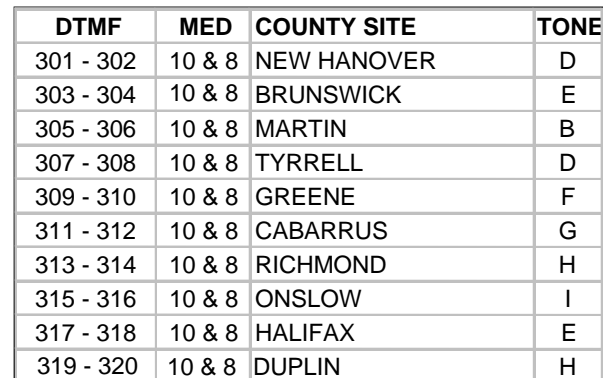 DTMF MED COUNTY SITE TONE
301 - 302 10 & 8 NEW HANOVER D
303 - 304 10 & 8 BRUNSWICK E
305 - 306 10 & 8 MARTIN B
307 - 308 10 & 8 TYRRELL D
309 - 310 10 & 8 GREENE F
311 - 312 10 & 8 CABARRUS G
313 - 314 10 & 8 RICHMOND H
315 - 316 10 & 8 ONSLOW I
317 - 318 10 & 8 HALIFAX E
319 - 320 10 & 8 DUPLIN H